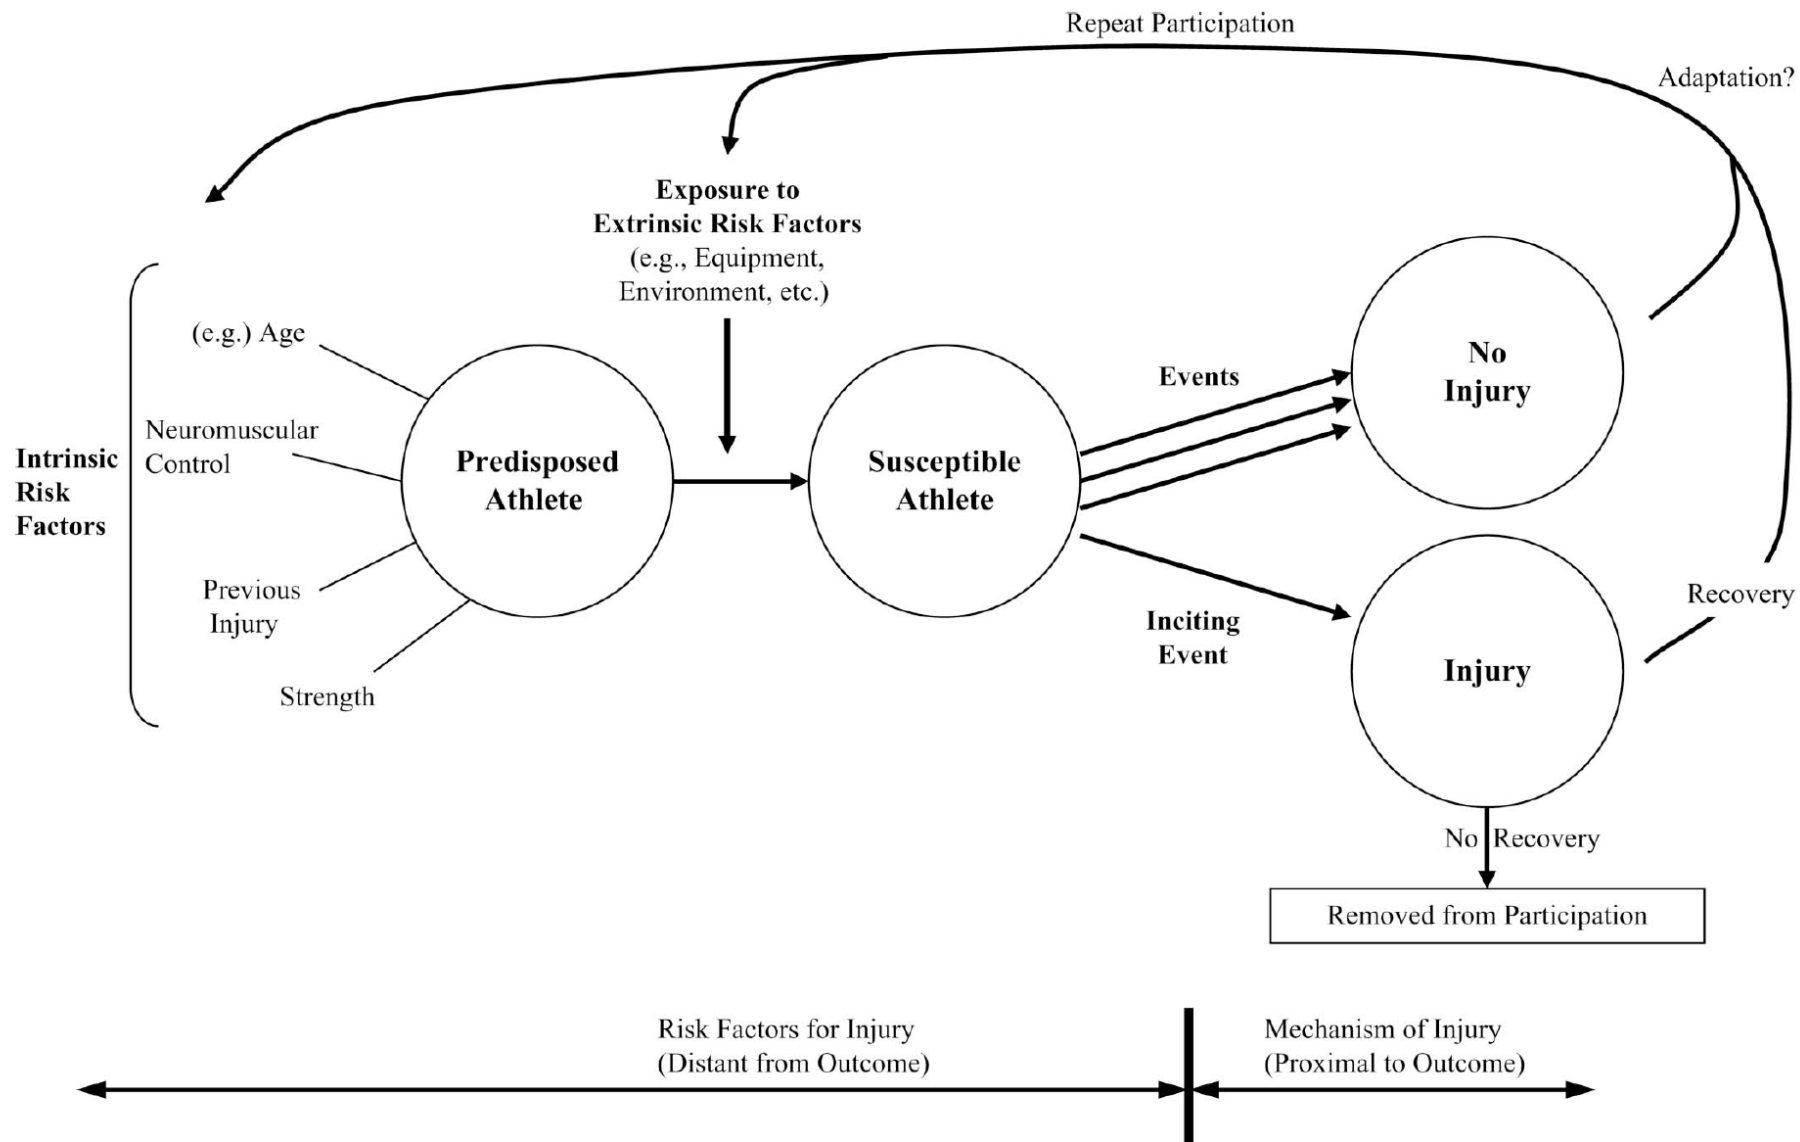 Repeat Participation
Adaptation?
Exposure to
Extrinsic Risk Factors
(e.g., Equipment,
Environment, etc.)
(e.g.) Age
Neuromuscular
Control
Intrinsic
Risk
Factors
Previous
Injury
Strength
Predisposed
Athlete
Susceptible
Athlete
Events
No
Injury
Inciting
Event
Injury
Recovery
No Recovery
Removed from Participation
Risk Factors for Injury
(Distant from Outcome)
Mechanism of Injury
(Proximal to Outcome)